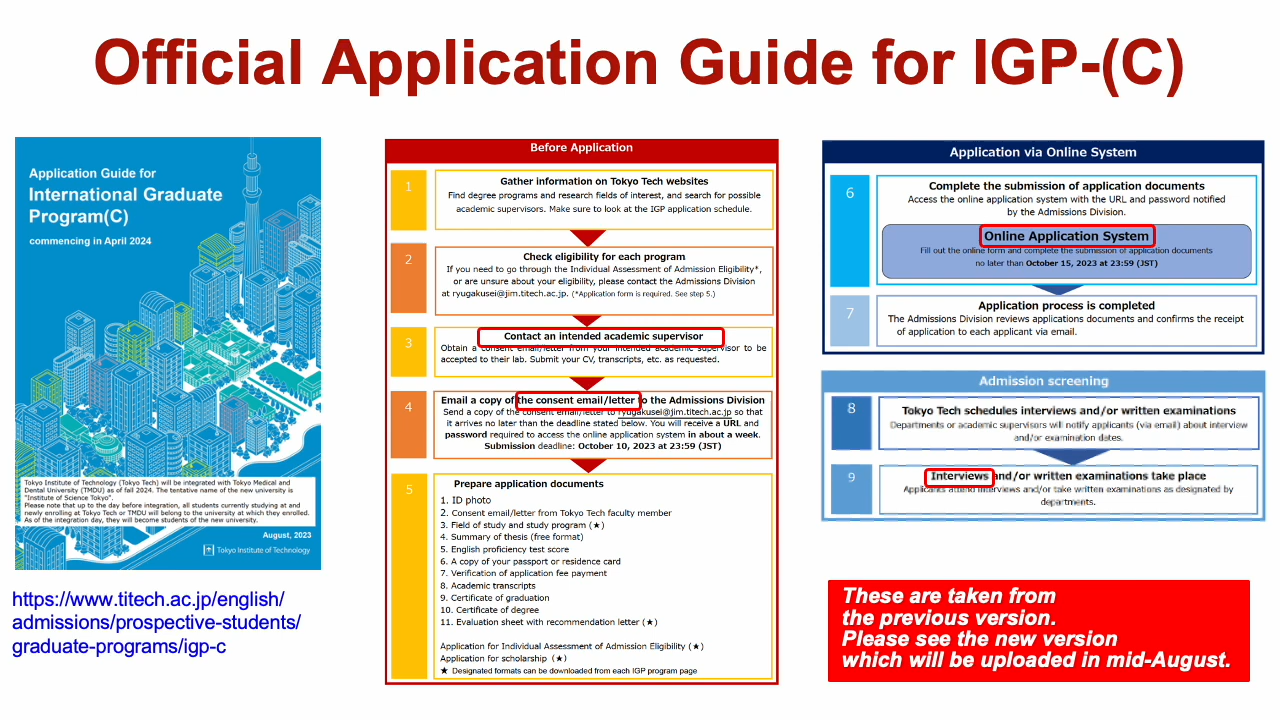 Official Application Guide for IGP-(C)
Application Guide for
International Graduate
Program(C)
commencing in April 2024
Tokyo Institute of Technology (Tokyo Tech) will be integrated with Tokyo Medical and
Dental University (TMDU) as of fall 2024. The tentative name of the new university is
"Institute of Science Tokyo".
Please note that up to the day before integration, all students currently studying at and
newly enrolling at Tokyo Tech or TMDU will belong to the university at which they enrolled.
As of the integration day, they will become students of the new university.
August, 2023
Tokyo Institute of Technology
https://www.titech.ac.jp/english/
admissions/prospective-students/
graduate-programs/igp-c
Before Application
1
Gather information on Tokyo Tech websites
Find degree programs and research fields of interest, and search for possible
academic supervisors. Make sure to look at the IGP application schedule.
2
Check eligibility for each program
If you need to go through the Individual Assessment of Admission Eligibility*,
or are unsure about your eligibility, please contact the Admissions Division
at ryugakusei@jim.titech.ac.jp. (*Application form is required. See step 5.)
3
Contact an intended academic supervisor
Obtain a consent email/letter from your intended academic supervisor to be
accepted to their lab. Submit your CV, transcripts, etc. as requested.
4
Email a copy of the consent email/letter to the Admissions Division
Send a copy of the consent email/letter to ryugakusei@jim.titech.ac.jp so that
it arrives no later than the deadline stated below. You will receive a URL and
password required to access the online application system in about a week.
Submission deadline: October 10, 2023 at 23:59 (JST)
5
Prepare application documents
1. ID photo
2. Consent email/letter from Tokyo Tech faculty member
3. Field of study and study program (★)
4. Summary of thesis (free format)
5. English proficiency test score
6. A copy of your passport or residence card
7. Verification of application fee payment
8. Academic transcripts
9. Certificate of graduation
10. Certificate of degree
11. Evaluation sheet with recommendation letter (★)
Application for Individual Assessment of Admission Eligibility (★)
Application for scholarship (★)
★ Designated formats can be downloaded from each IGP program page
Application via Online System
6
Complete the submission of application documents
Access the online application system with the URL and password notified
by the Admissions Division.
Online Application System
Fill out the online form and complete the submission of application documents
no later than October 15, 2023 at 23:59 (JST)
7
Application process is completed
The Admissions Division reviews applications documents and confirms the receipt
of application to each applicant via email.
Admission screening
8
Tokyo Tech schedules interviews and/or written examinations
Departments or academic supervisors will notify applicants (via email) about interview
and/or examination dates.
9
Interviews and/or written examinations take place
Applicants attend interviews and/or take written examinations as designated by
departments.
These are taken from
the previous version.
Please see the new version
which will be uploaded in mid-August.